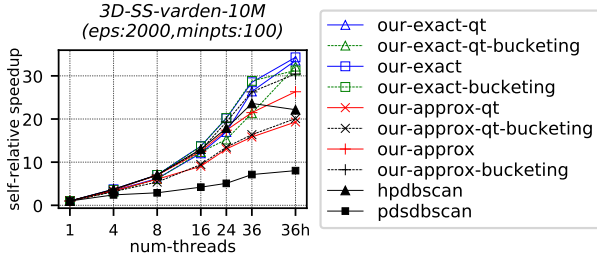 3D-SS-varden-10M
(eps:2000,minpts:100)
self-relative speedup
30
20
10
0
1 4 8 16 24 36 36h
num-threads
our-exact-qt
our-exact-qt-bucketing
our-exact
our-exact-bucketing
our-approx-qt
our-approx-qt-bucketing
our-approx
our-approx-bucketing
hpdbscan
pdsdbscan